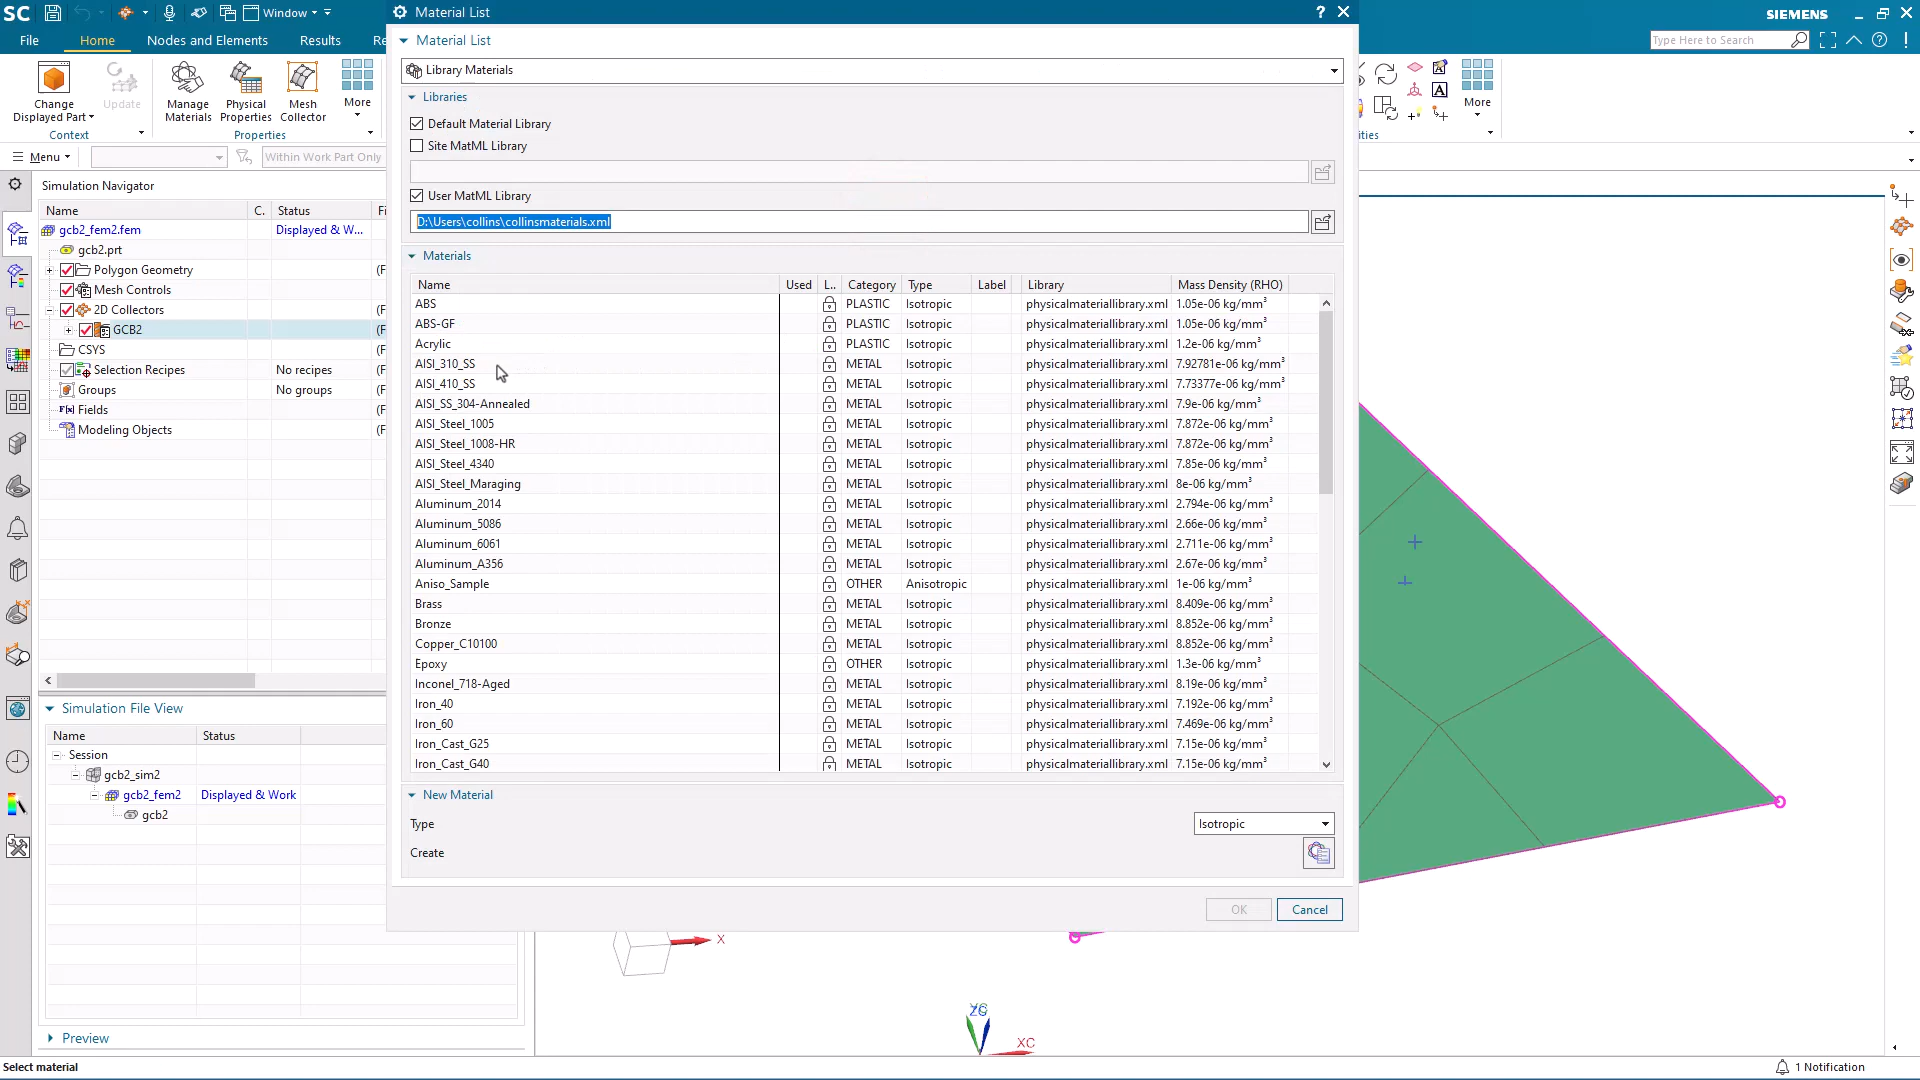 SC
Window
Material List
SIEMENS
File
Home
Nodes and Elements
Results
Re
Material List
Type Here to Search
Library Materials
Change
Displayed Part
Update
Manage
Materials
Physical
Properties
Mesh
Collector
More
More
Context
Properties
ities
Libraries
Default Material Library
Site MatML Library
Menu
Within Work Part Only
Simulation Navigator
User MatML Library
D:\Users\collins\collinsmaterials.xml
Name C. Status Fi
gcb2_fem2.fem Displayed & W...
gcb2.prt
Polygon Geometry (F
Mesh Controls (F
2D Collectors (F
GCB2 (F
CSYS (F
Selection Recipes No recipes (F
Groups No groups (F
Fields (F
Modeling Objects (F
Materials
Name Used L.. Category Type Label Library Mass Density (RHO)
ABS PLASTIC Isotropic physicalmateriallibrary.xml 1.05e-06 kg/mm³
ABS-GF PLASTIC Isotropic physicalmateriallibrary.xml 1.05e-06 kg/mm³
Acrylic PLASTIC Isotropic physicalmateriallibrary.xml 1.2e-06 kg/mm³
AISI_310_SS METAL Isotropic physicalmateriallibrary.xml 7.92781e-06 kg/mm³
AISI_410_SS METAL Isotropic physicalmateriallibrary.xml 7.73377e-06 kg/mm³
AISI_SS_304-Annealed METAL Isotropic physicalmateriallibrary.xml 7.9e-06 kg/mm³
AISI_Steel_1005 METAL Isotropic physicalmateriallibrary.xml 7.872e-06 kg/mm³
AISI_Steel_1008-HR METAL Isotropic physicalmateriallibrary.xml 7.872e-06 kg/mm³
AISI_Steel_4340 METAL Isotropic physicalmateriallibrary.xml 7.85e-06 kg/mm³
AISI_Steel_Maraging METAL Isotropic physicalmateriallibrary.xml 8e-06 kg/mm³
Aluminum_2014 METAL Isotropic physicalmateriallibrary.xml 2.794e-06 kg/mm³
Aluminum_5086 METAL Isotropic physicalmateriallibrary.xml 2.66e-06 kg/mm³
Aluminum_6061 METAL Isotropic physicalmateriallibrary.xml 2.711e-06 kg/mm³
Aluminum_A356 METAL Isotropic physicalmateriallibrary.xml 2.67e-06 kg/mm³
Aniso_Sample OTHER Anisotropic physicalmateriallibrary.xml 1e-06 kg/mm³
Brass METAL Isotropic physicalmateriallibrary.xml 8.409e-06 kg/mm³
Bronze METAL Isotropic physicalmateriallibrary.xml 8.852e-06 kg/mm³
Copper_C10100 METAL Isotropic physicalmateriallibrary.xml 8.852e-06 kg/mm³
Epoxy OTHER Isotropic physicalmateriallibrary.xml 1.3e-06 kg/mm³
Inconel_718-Aged METAL Isotropic physicalmateriallibrary.xml 8.19e-06 kg/mm³
Iron_40 METAL Isotropic physicalmateriallibrary.xml 7.192e-06 kg/mm³
Iron_60 METAL Isotropic physicalmateriallibrary.xml 7.469e-06 kg/mm³
Iron_Cast_G25 METAL Isotropic physicalmateriallibrary.xml 7.15e-06 kg/mm³
Iron_Cast_G40 METAL Isotropic physicalmateriallibrary.xml 7.15e-06 kg/mm³
Simulation File View
Name Status
Session
gcb2_sim2
gcb2_fem2 Displayed & Work
gcb2
New Material
Type Isotropic
Create
OK Cancel
X
XC
Preview
Select material
1 Notification